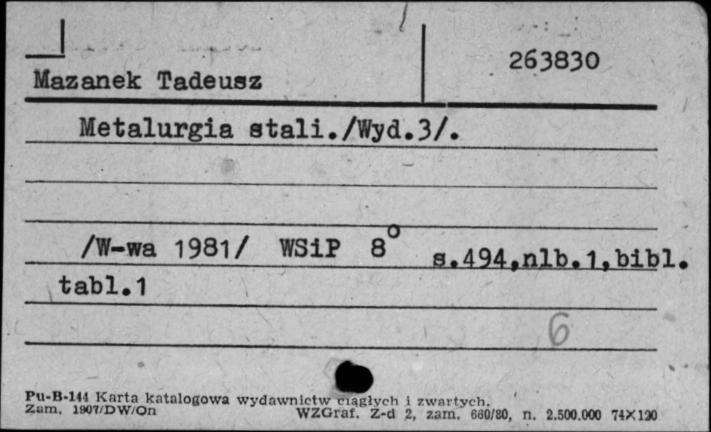 263830
Mazanek Tadeusz
Metalurgia stali./Wyd.3/.
/W-wa 1981/ WSiP 8° s.494,nlb.1,bibl.
tabl.1
6
Pu-B-144 Karta katalogowa wydawnictw ciągłych i zwartych.
Zam. 1907/DW/On WZGraf. Z-d 2, zam. 660/80, n. 2.500.000 74X120